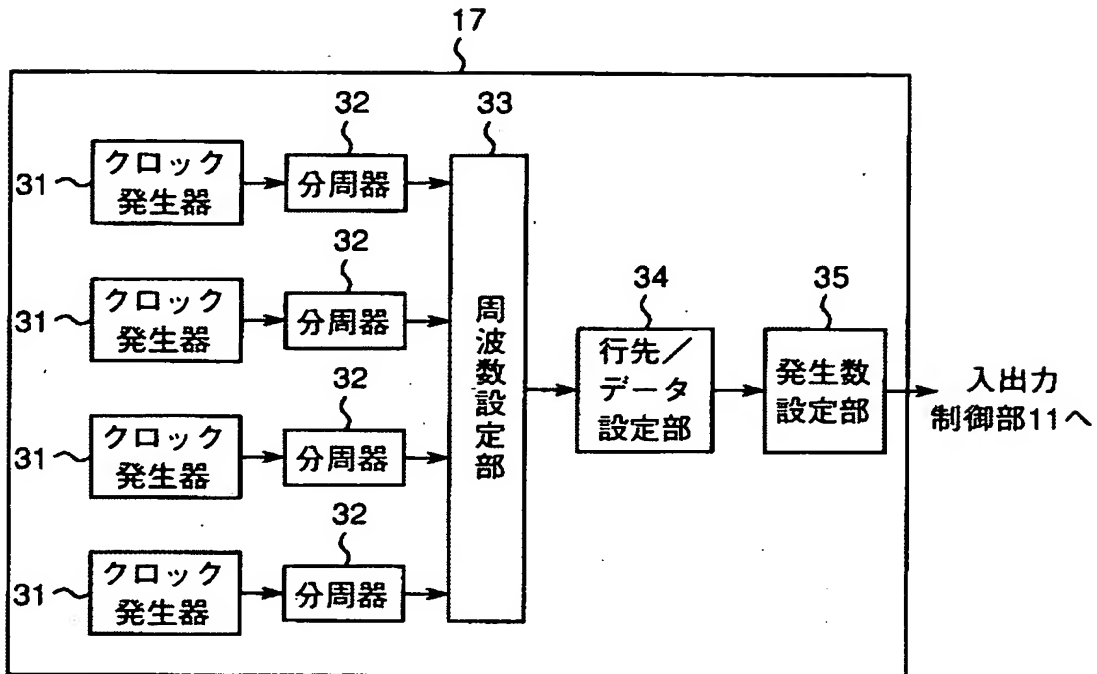 17
32
33
31
クロック
発生器
分周器
32
31
クロック
発生器
分周器
周波数設定部
34
35
行先／
データ
設定部
発生数
設定部
入出力
制御部11へ
32
31
クロック
発生器
分周器
32
31
クロック
発生器
分周器